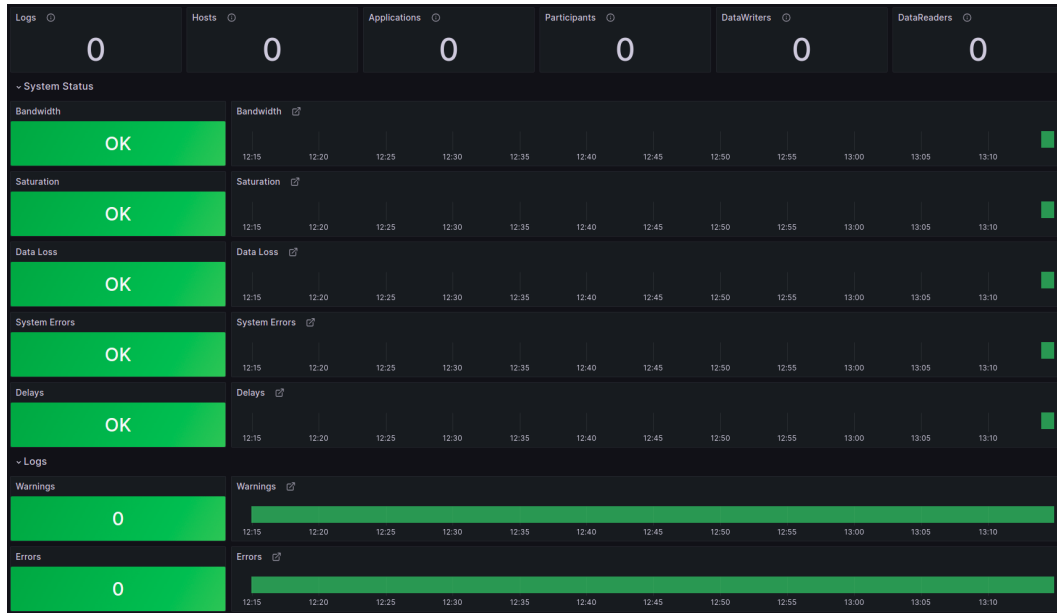 Logs Hosts Applications Participants DataWriters DataReaders
0 0 0 0 0 0
System Status
Bandwidth Bandwidth
OK
12:15 12:20 12:25 12:30 12:35 12:40 12:45 12:50 12:55 13:00 13:05 13:10
Saturation Saturation
OK
12:15 12:20 12:25 12:30 12:35 12:40 12:45 12:50 12:55 13:00 13:05 13:10
Data Loss Data Loss
OK
12:15 12:20 12:25 12:30 12:35 12:40 12:45 12:50 12:55 13:00 13:05 13:10
System Errors System Errors
OK
12:15 12:20 12:25 12:30 12:35 12:40 12:45 12:50 12:55 13:00 13:05 13:10
Delays Delays
OK
12:15 12:20 12:25 12:30 12:35 12:40 12:45 12:50 12:55 13:00 13:05 13:10
Logs
Warnings Warnings
0
12:15 12:20 12:25 12:30 12:35 12:40 12:45 12:50 12:55 13:00 13:05 13:10
Errors Errors
0
12:15 12:20 12:25 12:30 12:35 12:40 12:45 12:50 12:55 13:00 13:05 13:10